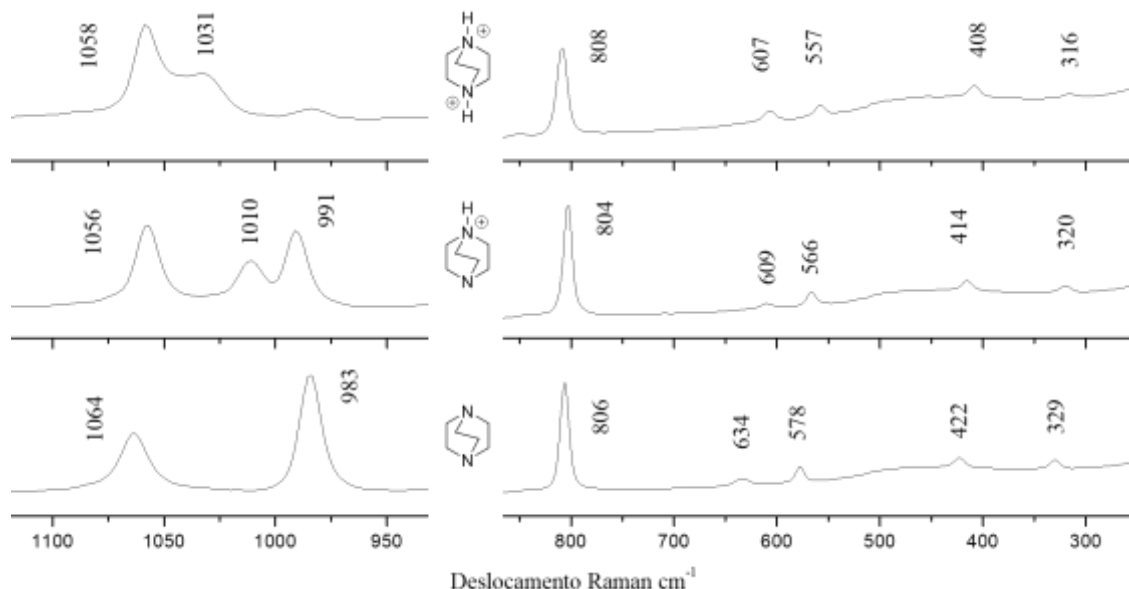 1058 1031 H N ⊕ 808 607 557 408 316
⊕ N H
1056 1010 991 H N ⊕ 804 609 566 414 320
N
1064 983 N 806 634 578 422 329
N
1100 1050 1000 950 800 700 600 500 400 300
Deslocamento Raman cm⁻¹